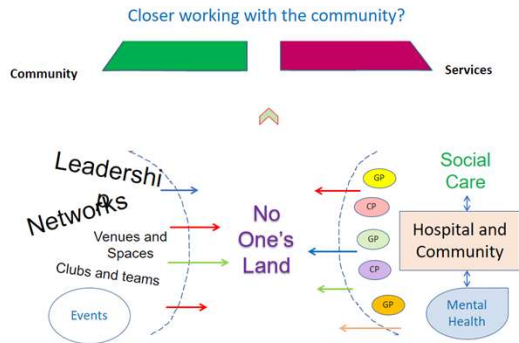 Closer working with the community?
Community
Services
Leadershi
p
Networks
Venues and
Spaces
Clubs and teams
Events
No
One's
Land
GP
CP
GP
CP
GP
Social
Care
Hospital and
Community
Mental
Health